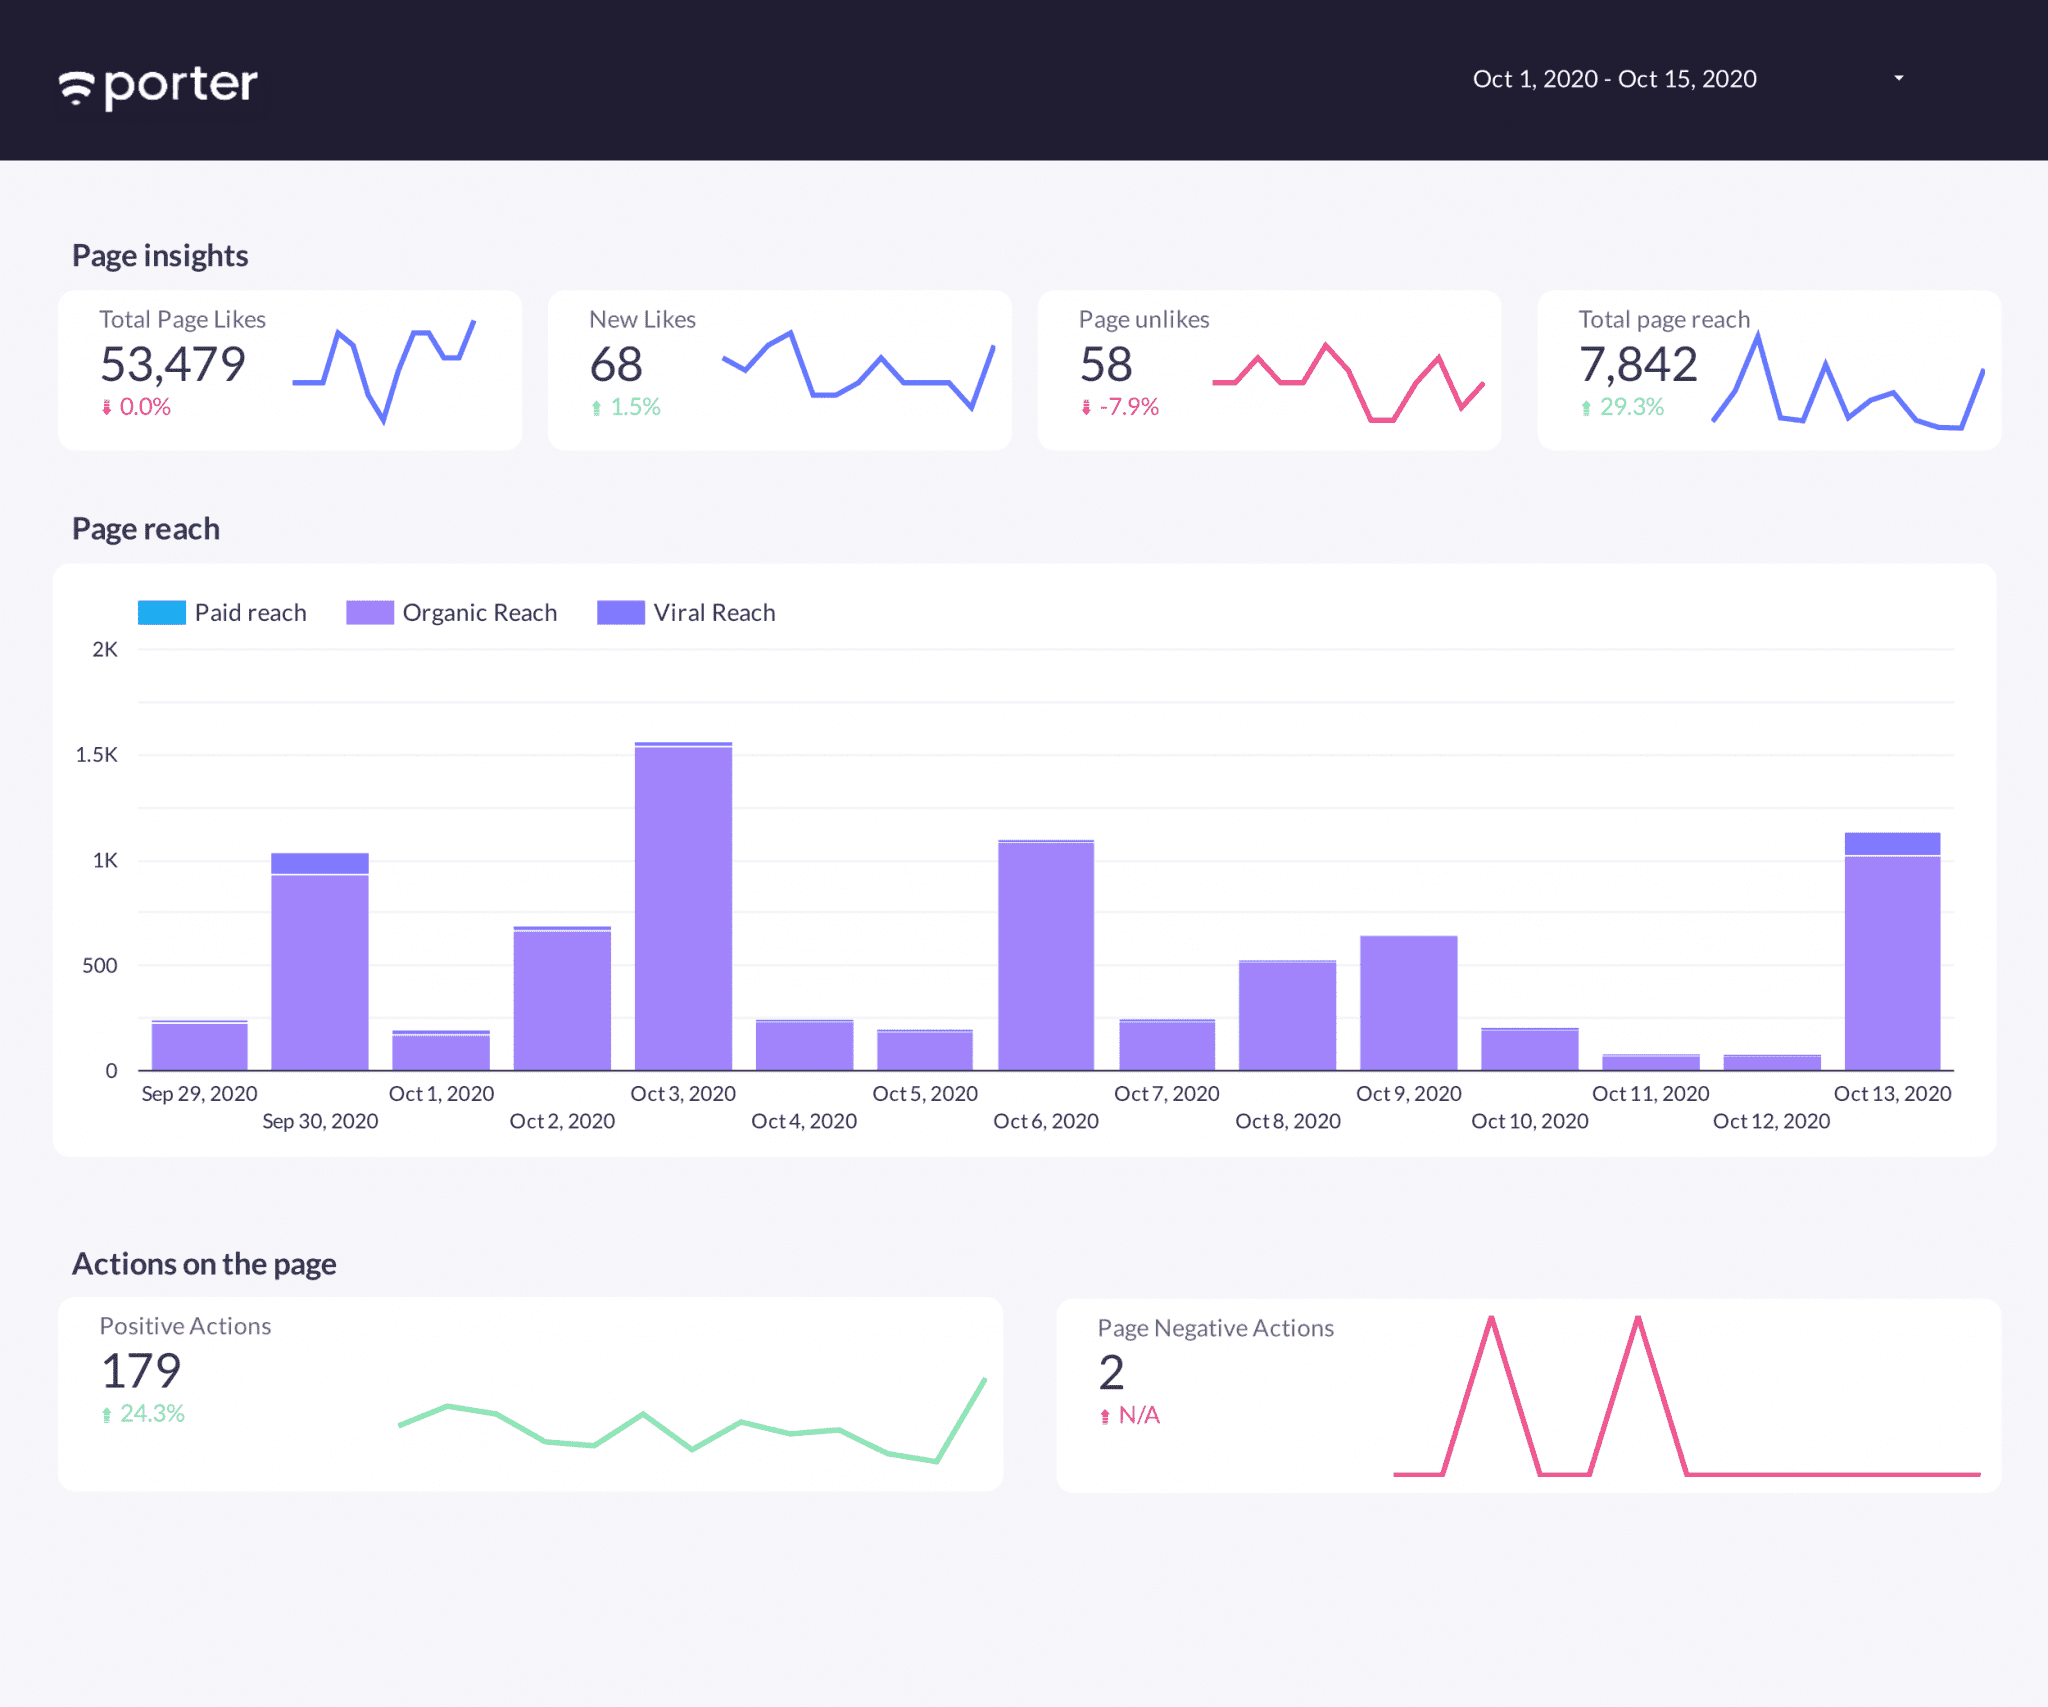 porter
Oct 1, 2020 - Oct 15, 2020
Page insights
Total Page Likes
53,479
0.0%
New Likes
68
1.5%
Page unlikes
58
-7.9%
Total page reach
7,842
29.3%
Page reach
Paid reach
Organic Reach
Viral Reach
2K
1.5K
1K
500
0
Sep 29, 2020
Sep 30, 2020
Oct 1, 2020
Oct 2, 2020
Oct 3, 2020
Oct 4, 2020
Oct 5, 2020
Oct 6, 2020
Oct 7, 2020
Oct 8, 2020
Oct 9, 2020
Oct 10, 2020
Oct 11, 2020
Oct 12, 2020
Oct 13, 2020
Actions on the page
Positive Actions
179
24.3%
Page Negative Actions
2
N/A